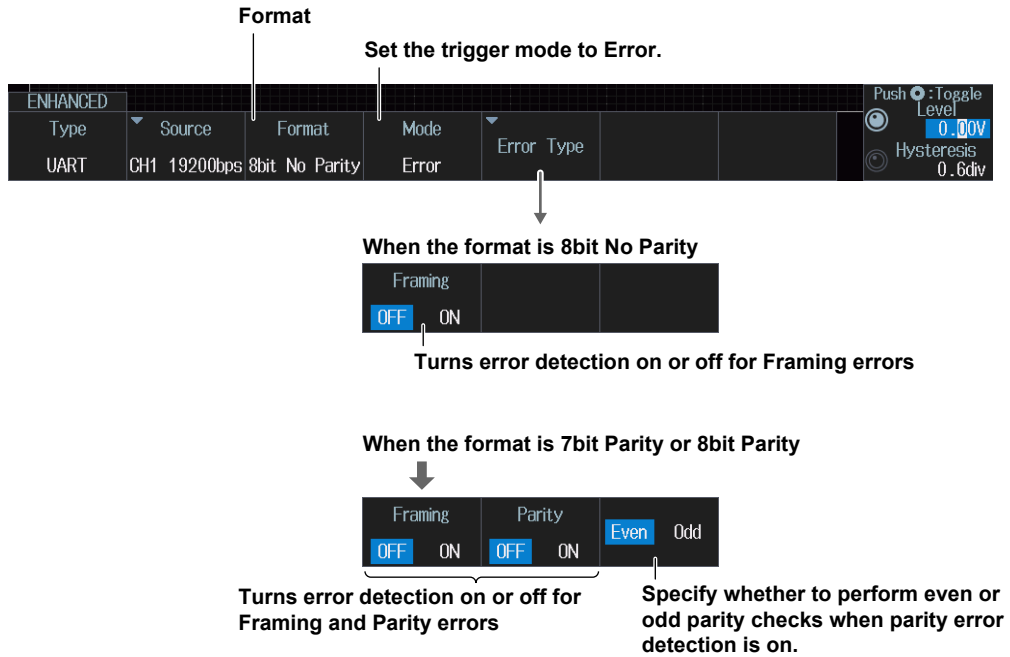 Format
Set the trigger mode to Error.
ENHANCED
Push :Toggle
Type Source Format Mode Error Type
Level
0.00V
UART CH1 19200bps 8bit No Parity Error
Hysteresis
0.6div
When the format is 8bit No Parity
Framing
OFF ON
Turns error detection on or off for Framing errors
When the format is 7bit Parity or 8bit Parity
Framing Parity
OFF ON OFF ON Even Odd
Turns error detection on or off for
Framing and Parity errors
Specify whether to perform even or
odd parity checks when parity error
detection is on.